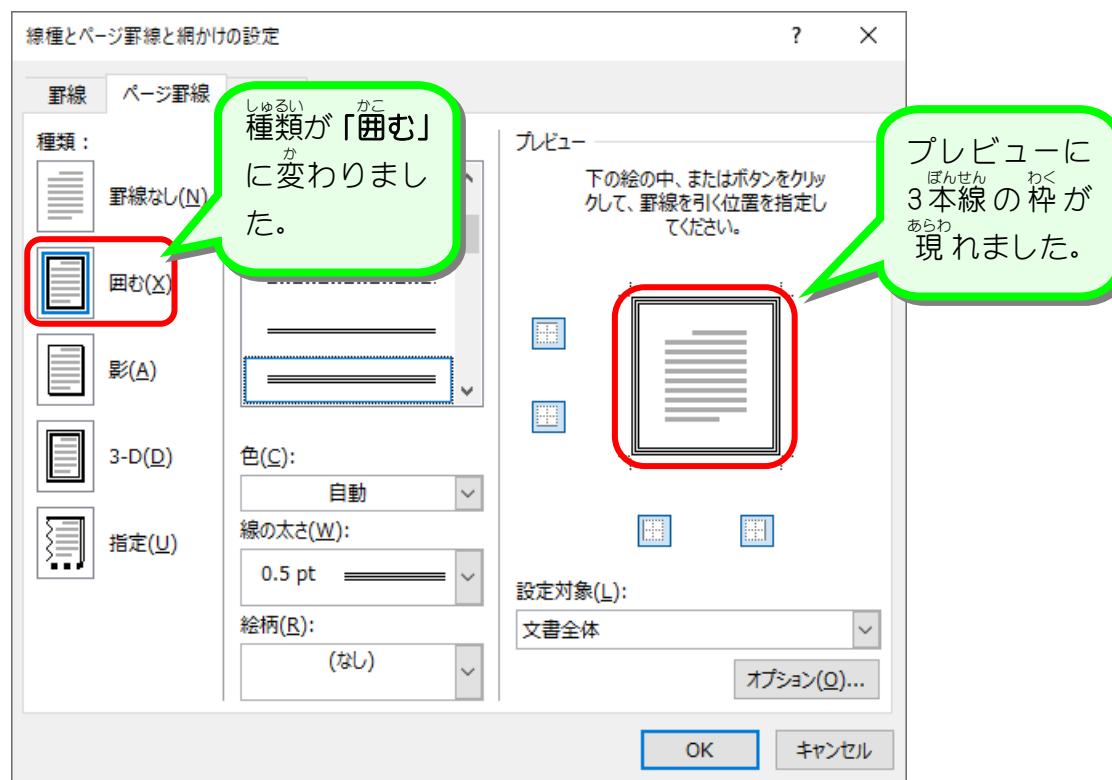 線種とページ罫線と網かけの設定
?
罫線
ページ罫線
種類：
罫線なし(N)
囲む(X)
影(A)
3-D(D)
指定(U)
しゅるい かこ
種類が「囲む」
か
に変わりまし
た。
色(C):
自動
線の太さ(W):
0.5 pt
絵柄(R):
(なし)
プレビュー
下の絵の中、またはボタンをクリッ
クして、罫線を引く位置を指定し
てください。
プレビューに
ぼんせん わく
3本線の枠が
あらわ
現れました。
設定対象(L):
文書全体
オプション(O)...
OK
キャンセル